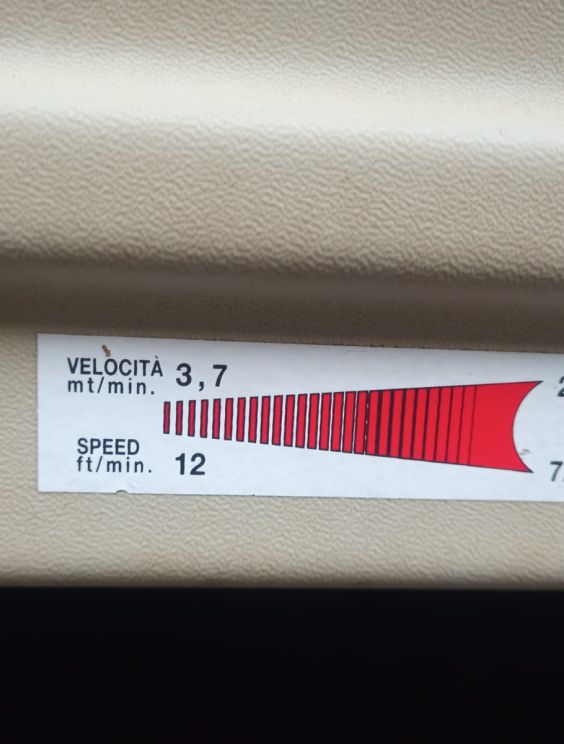 VELOCITÀ 3,7
mt/min.
SPEED
ft/min. 12